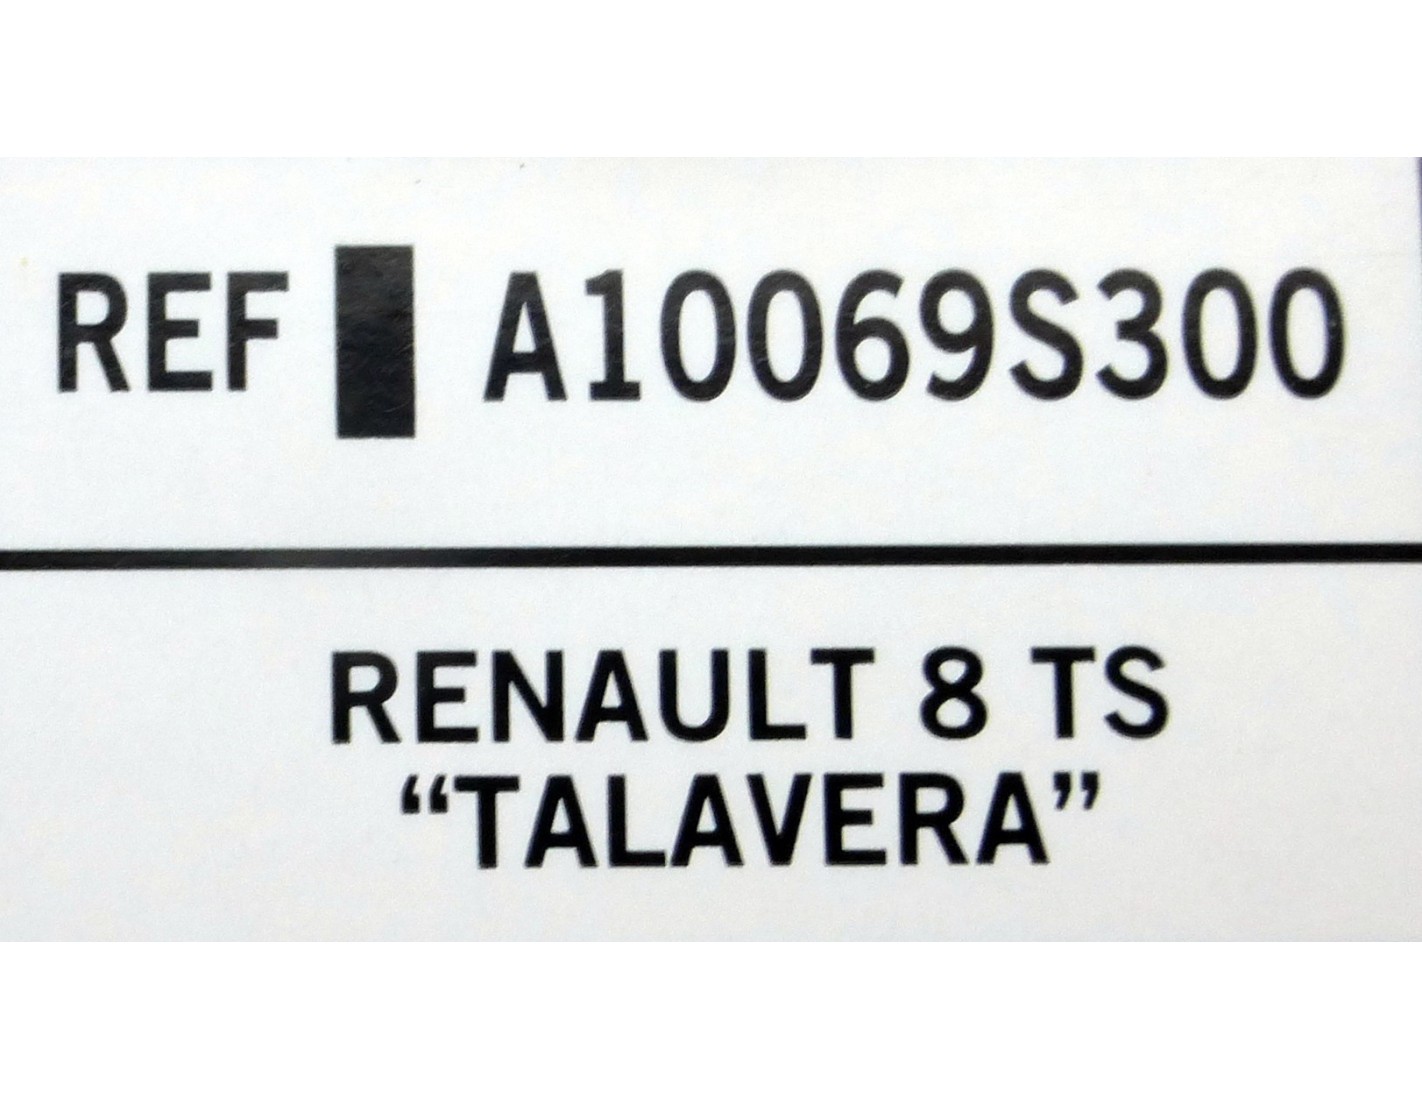 REF A10069S300
RENAULT 8 TS
“TALAVERA”